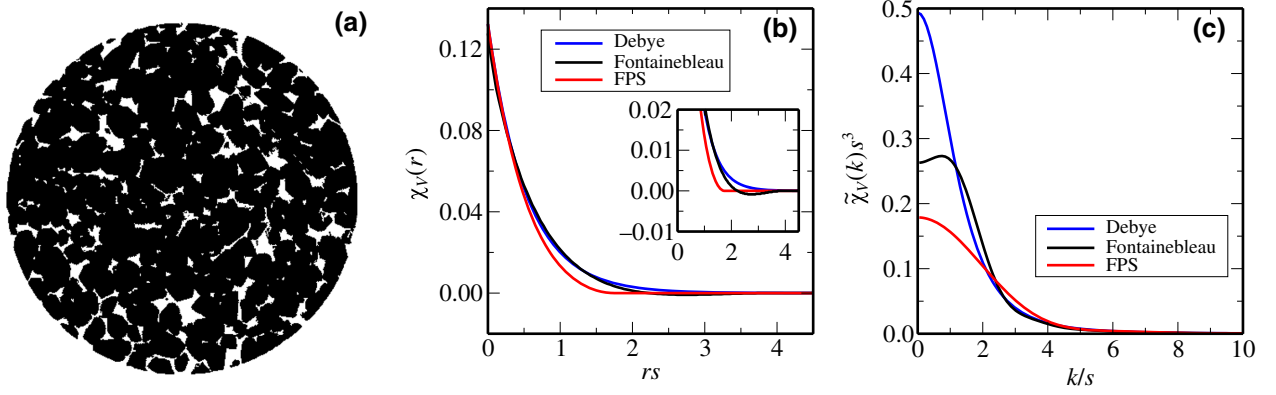 (a)
(b)
Debye
Fontainebleau
FPS
0.12
0.08
0.04
0.00
χ_V(r)
0
1
2
3
4
rs
0.02
0.01
0.00
−0.01
0
2
4
(c)
Debye
Fontainebleau
FPS
0.5
0.4
0.3
0.2
0.1
0.0
χ̃_V(k)s³
0
2
4
6
8
10
k/s